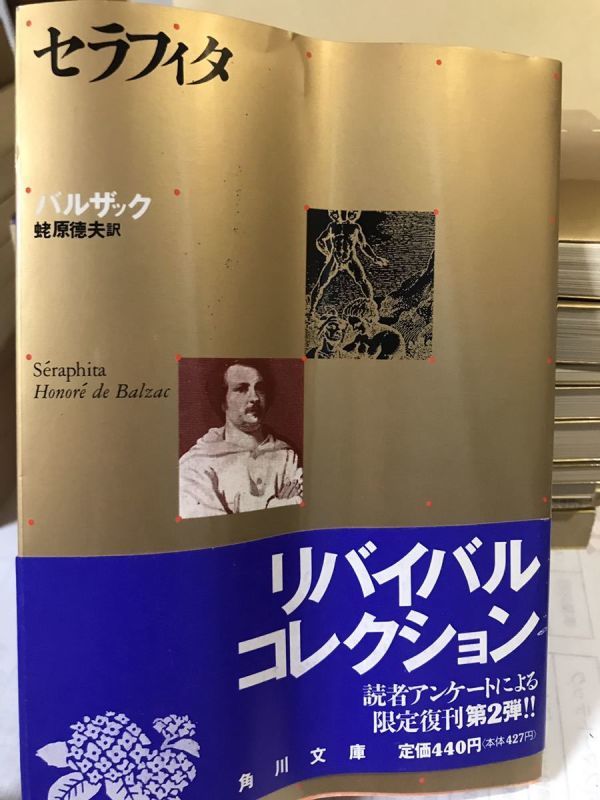 セラフィタ
バルザック
蛯原德夫訳
Séraphita
Honoré de Balzac
リバイバル
コレクション
読者アンケートによる
限定復刊第2弾!!
角川文庫 定価440円〈本体427円〉